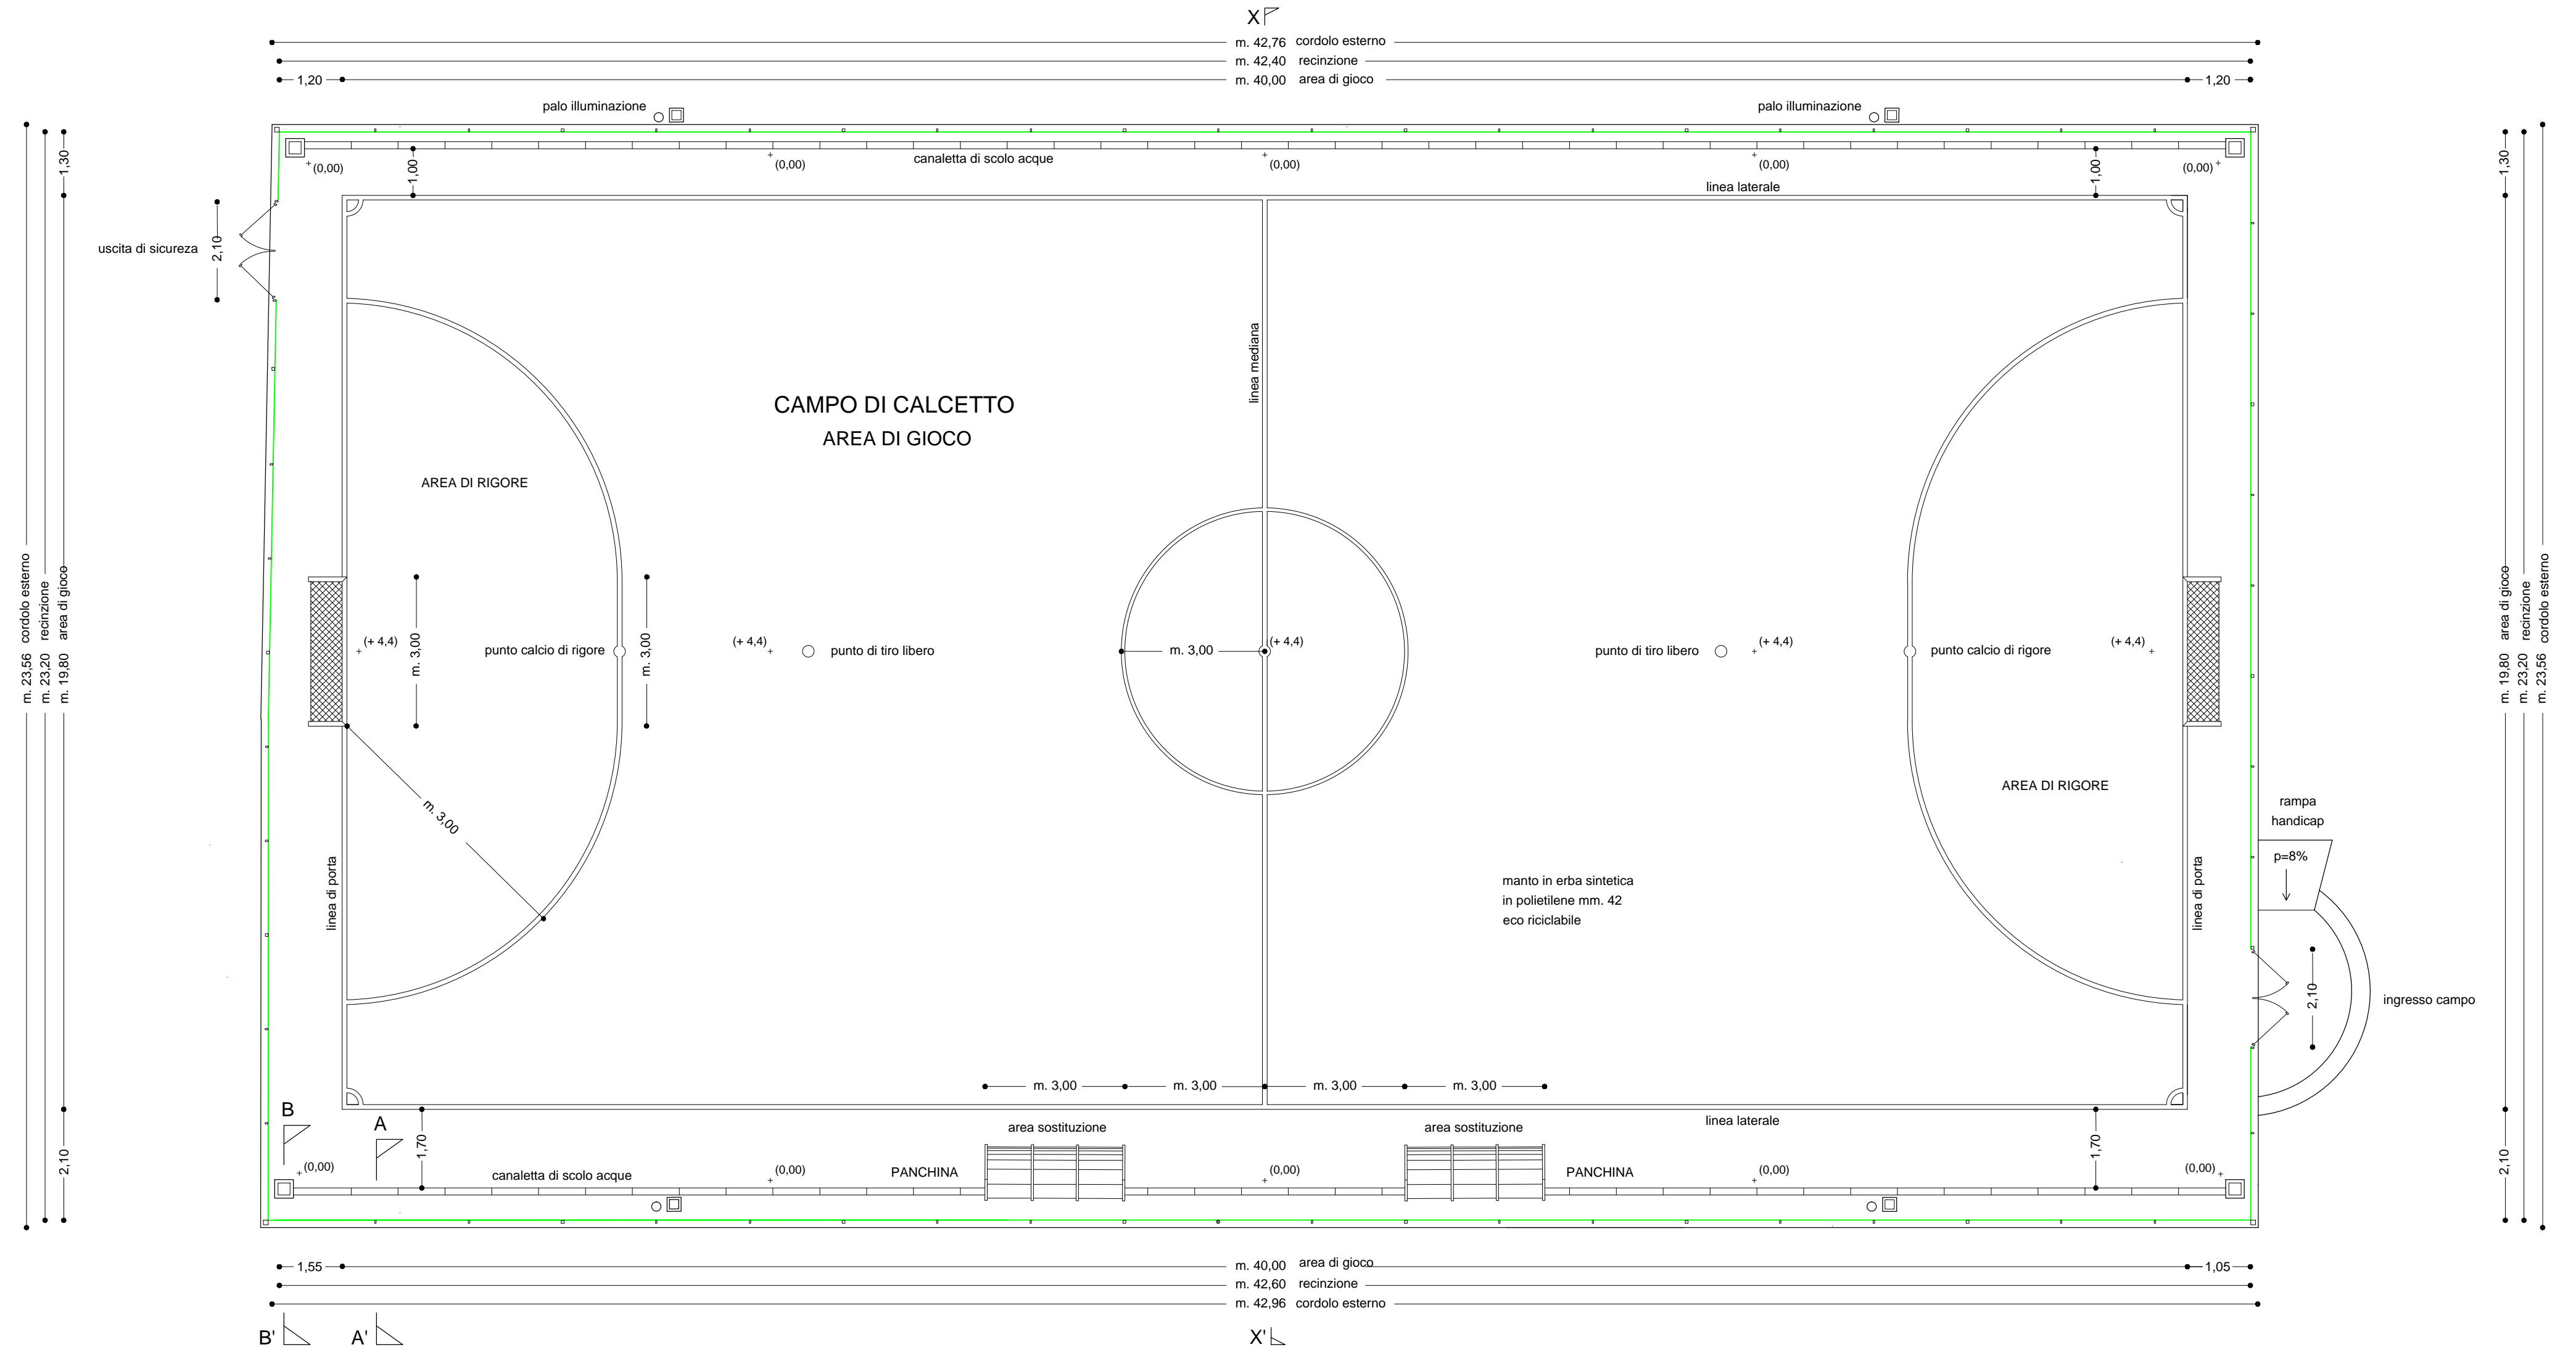 X
m. 42,76 cordolo esterno
m. 42,40 recinzione
1,20
m. 40,00 area di gioco
1,20
palo illuminazione
palo illuminazione
1,30
1,30
(0,00)
1,00
(0,00)
canaletta di scolo acque
(0,00)
(0,00)
1,00
(0,00)
linea laterale
uscita di sicureza
2,10
linea mediana
CAMPO DI CALCETTO
AREA DI GIOCO
AREA DI RIGORE
m. 23,56 cordolo esterno
m. 23,20 recinzione
m. 19,80 area di gioco
(+ 4,4)
m. 3,00
punto calcio di rigore
m. 3,00
(+ 4,4)
punto di tiro libero
m. 3,00
(+ 4,4)
punto di tiro libero
(+ 4,4)
punto calcio di rigore
(+ 4,4)
m. 19,80 area di gioco
m. 23,20 recinzione
m. 23,56 cordolo esterno
AREA DI RIGORE
rampa
handicap
p=8%
m. 3,00
linea di porta
manto in erba sintetica
in polietilene mm. 42
eco riciclabile
linea di porta
2,10
ingresso campo
m. 3,00
m. 3,00
m. 3,00
m. 3,00
B
A
1,70
area sostituzione
area sostituzione
linea laterale
1,70
2,10
2,10
(0,00)
canaletta di scolo acque
(0,00)
PANCHINA
(0,00)
PANCHINA
(0,00)
(0,00)
1,55
m. 40,00 area di gioco
1,05
m. 42,60 recinzione
m. 42,96 cordolo esterno
B'
A'
X'